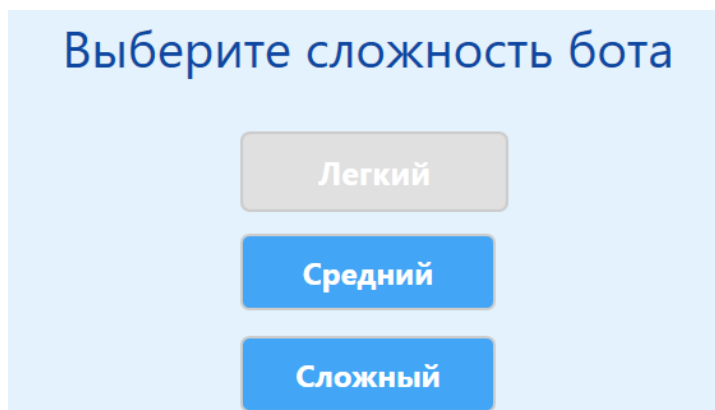 Выберите сложность бота
Легкий
Средний
Сложный